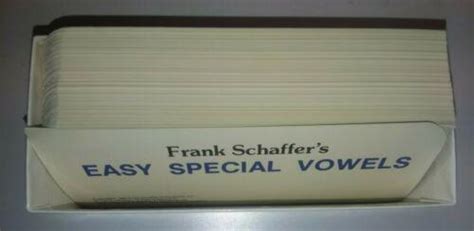 Frank Schaffer's
EASY SPECIAL VOWELS